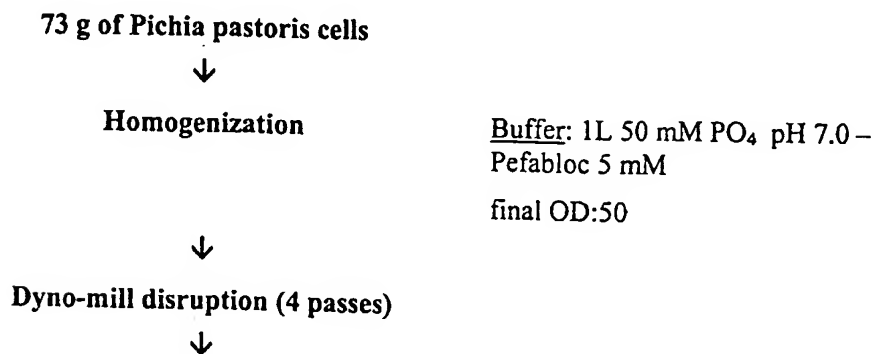 73 g of Pichia pastoris cells
↓
Homogenization
Buffer: 1L 50 mM PO₄ pH 7.0 –
Pefabloc 5 mM
final OD:50
↓
Dyno-mill disruption (4 passes)
↓